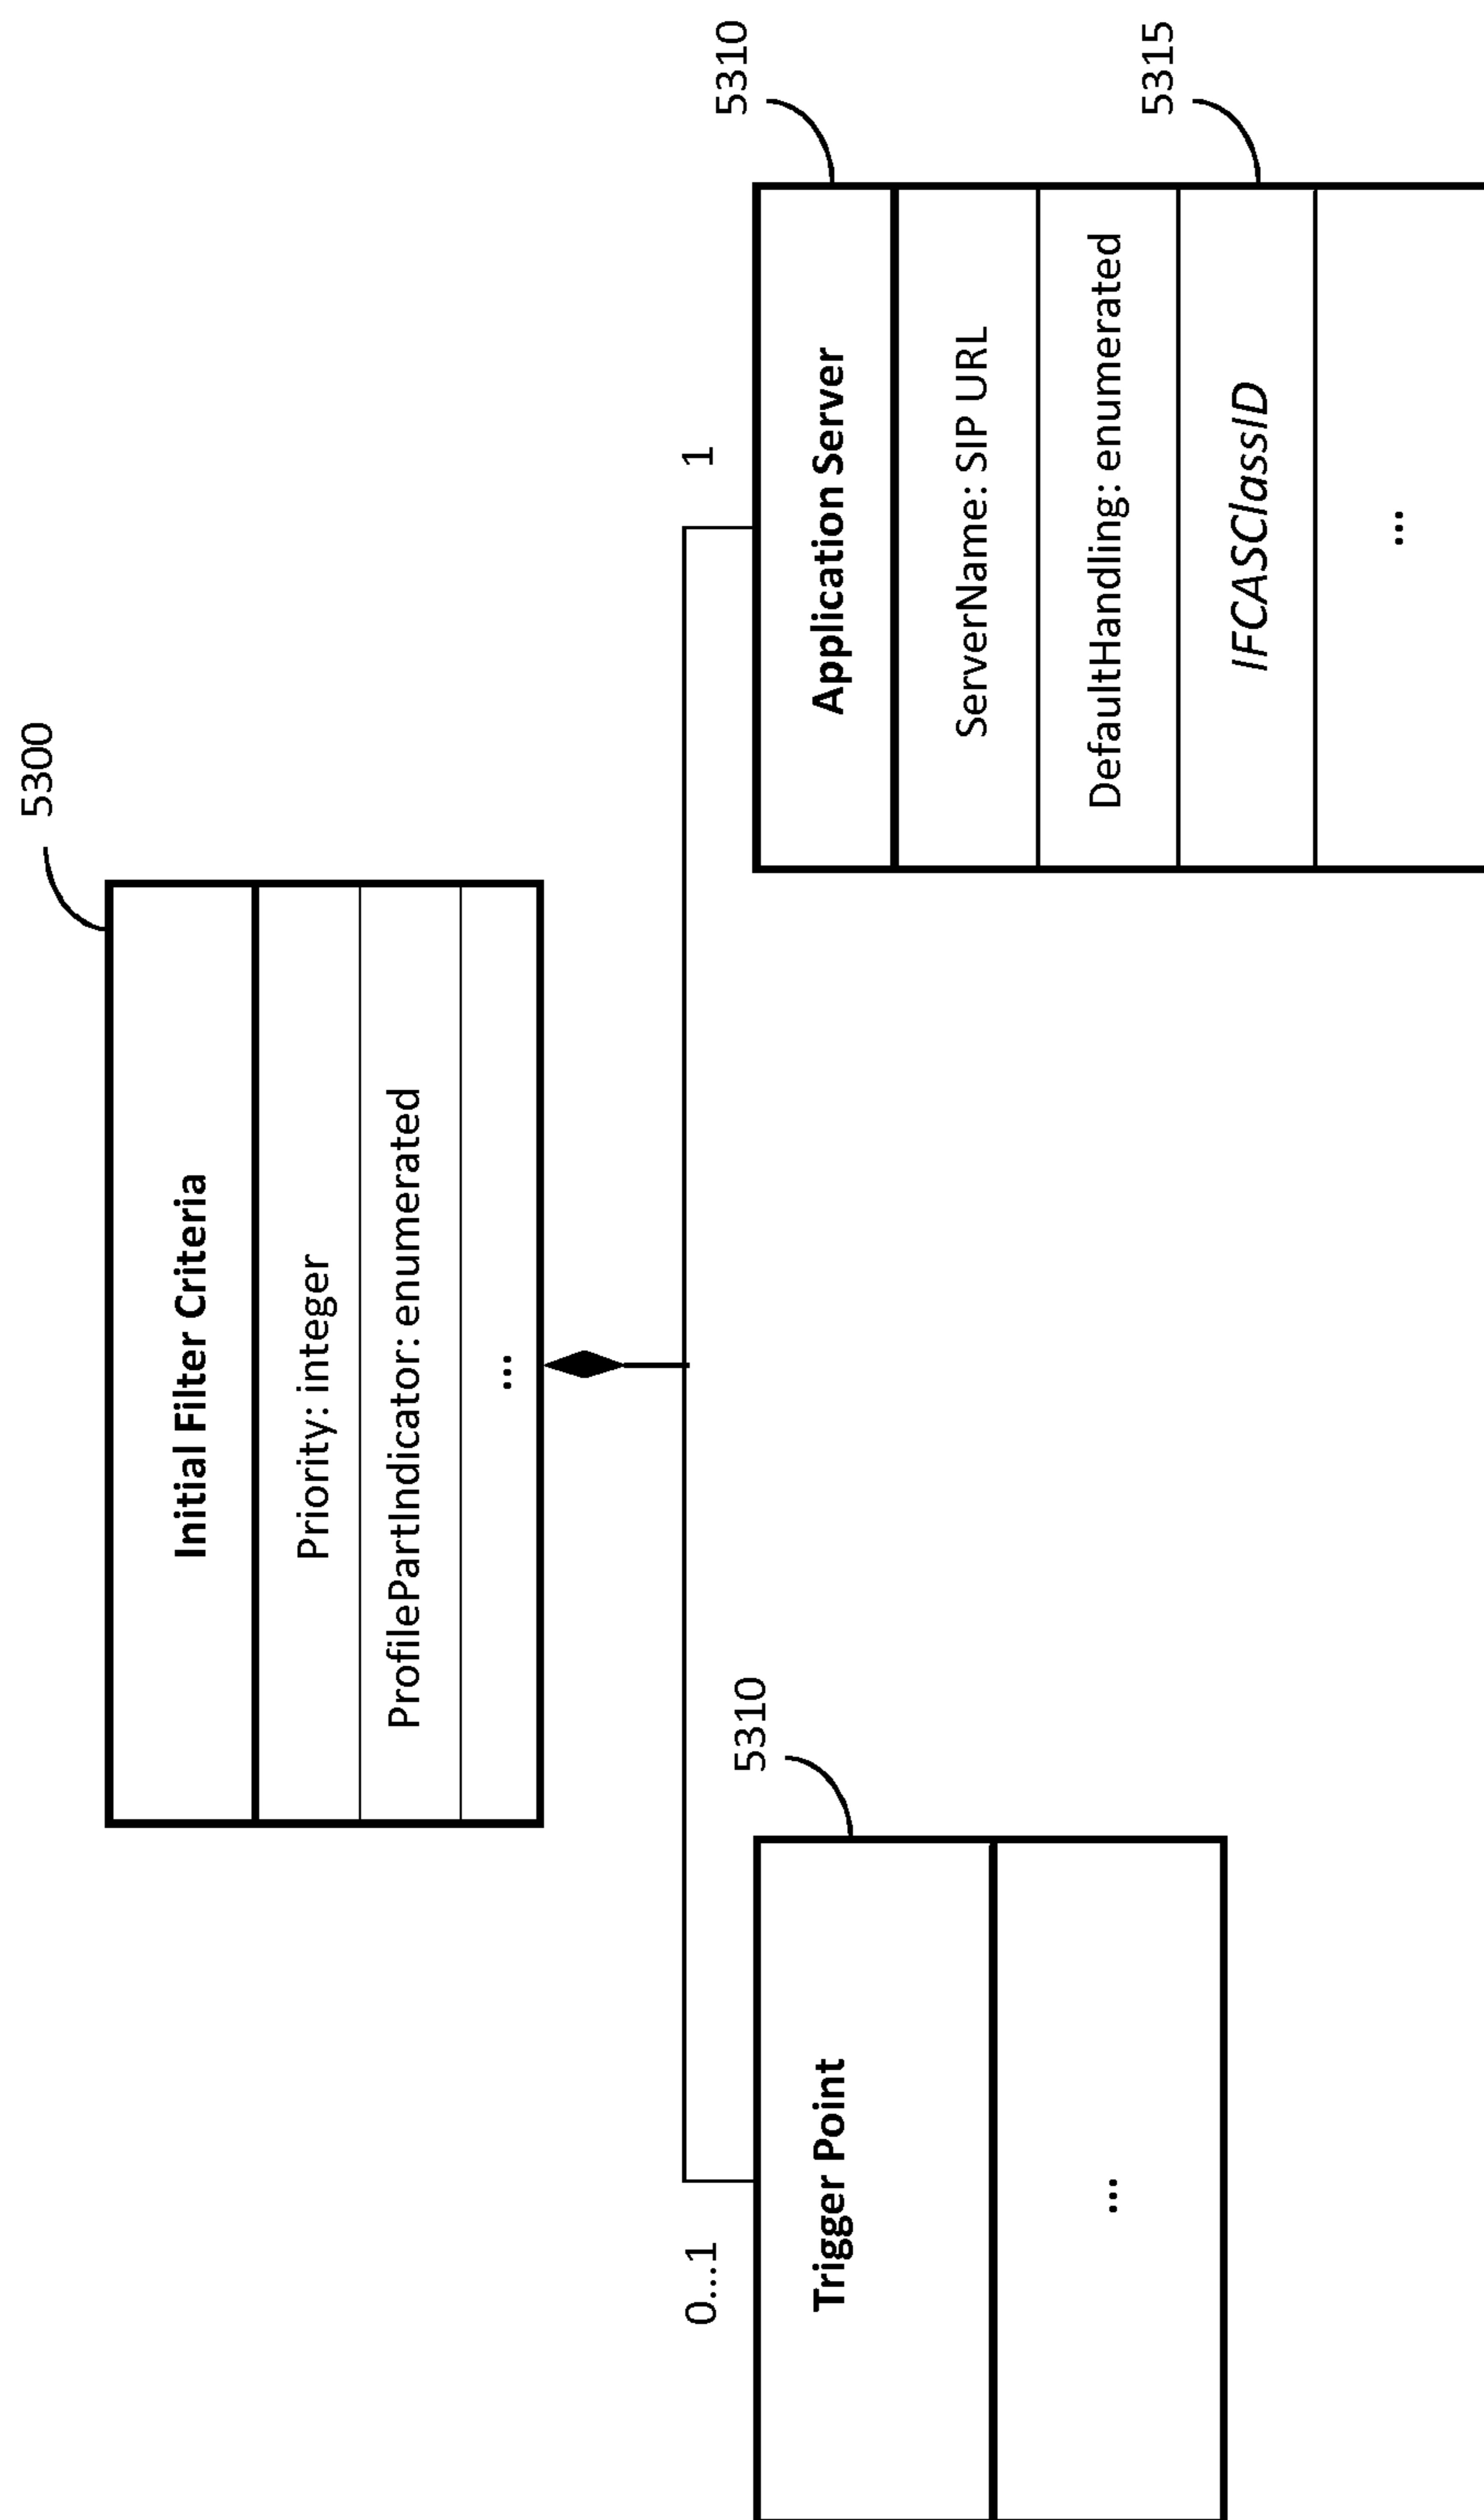 5300
Initial Filter Criteria
Priority: integer
ProfilePartIndicator: enumerated
...
0...1
1
5310
Trigger Point
...
5310
Application Server
ServerName: SIP URL
DefaultHandling: enumerated
5315
IFCASClassID
...